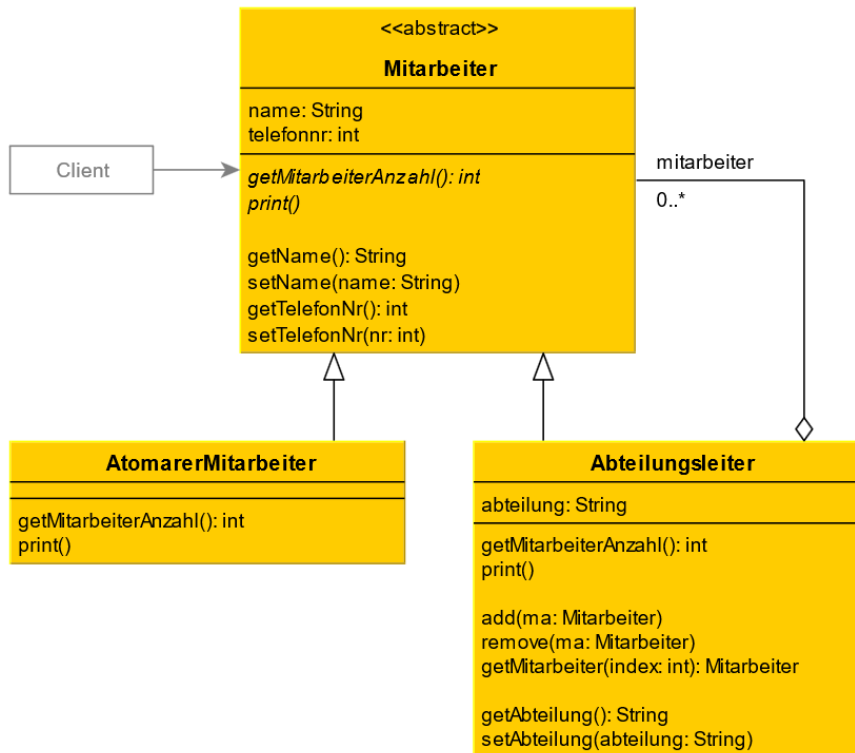 <<abstract>>
Mitarbeiter
name: String
telefonnr: int
Client
getMitarbeiterAnzahl(): int
print()
mitarbeiter
0..*
getName(): String
setName(name: String)
getTelefonNr(): int
setTelefonNr(nr: int)
AtomarerMitarbeiter
getMitarbeiterAnzahl(): int
print()
Abteilungsleiter
abteilung: String
getMitarbeiterAnzahl(): int
print()
add(ma: Mitarbeiter)
remove(ma: Mitarbeiter)
getMitarbeiter(index: int): Mitarbeiter
getAbteilung(): String
setAbteilung(abteilung: String)